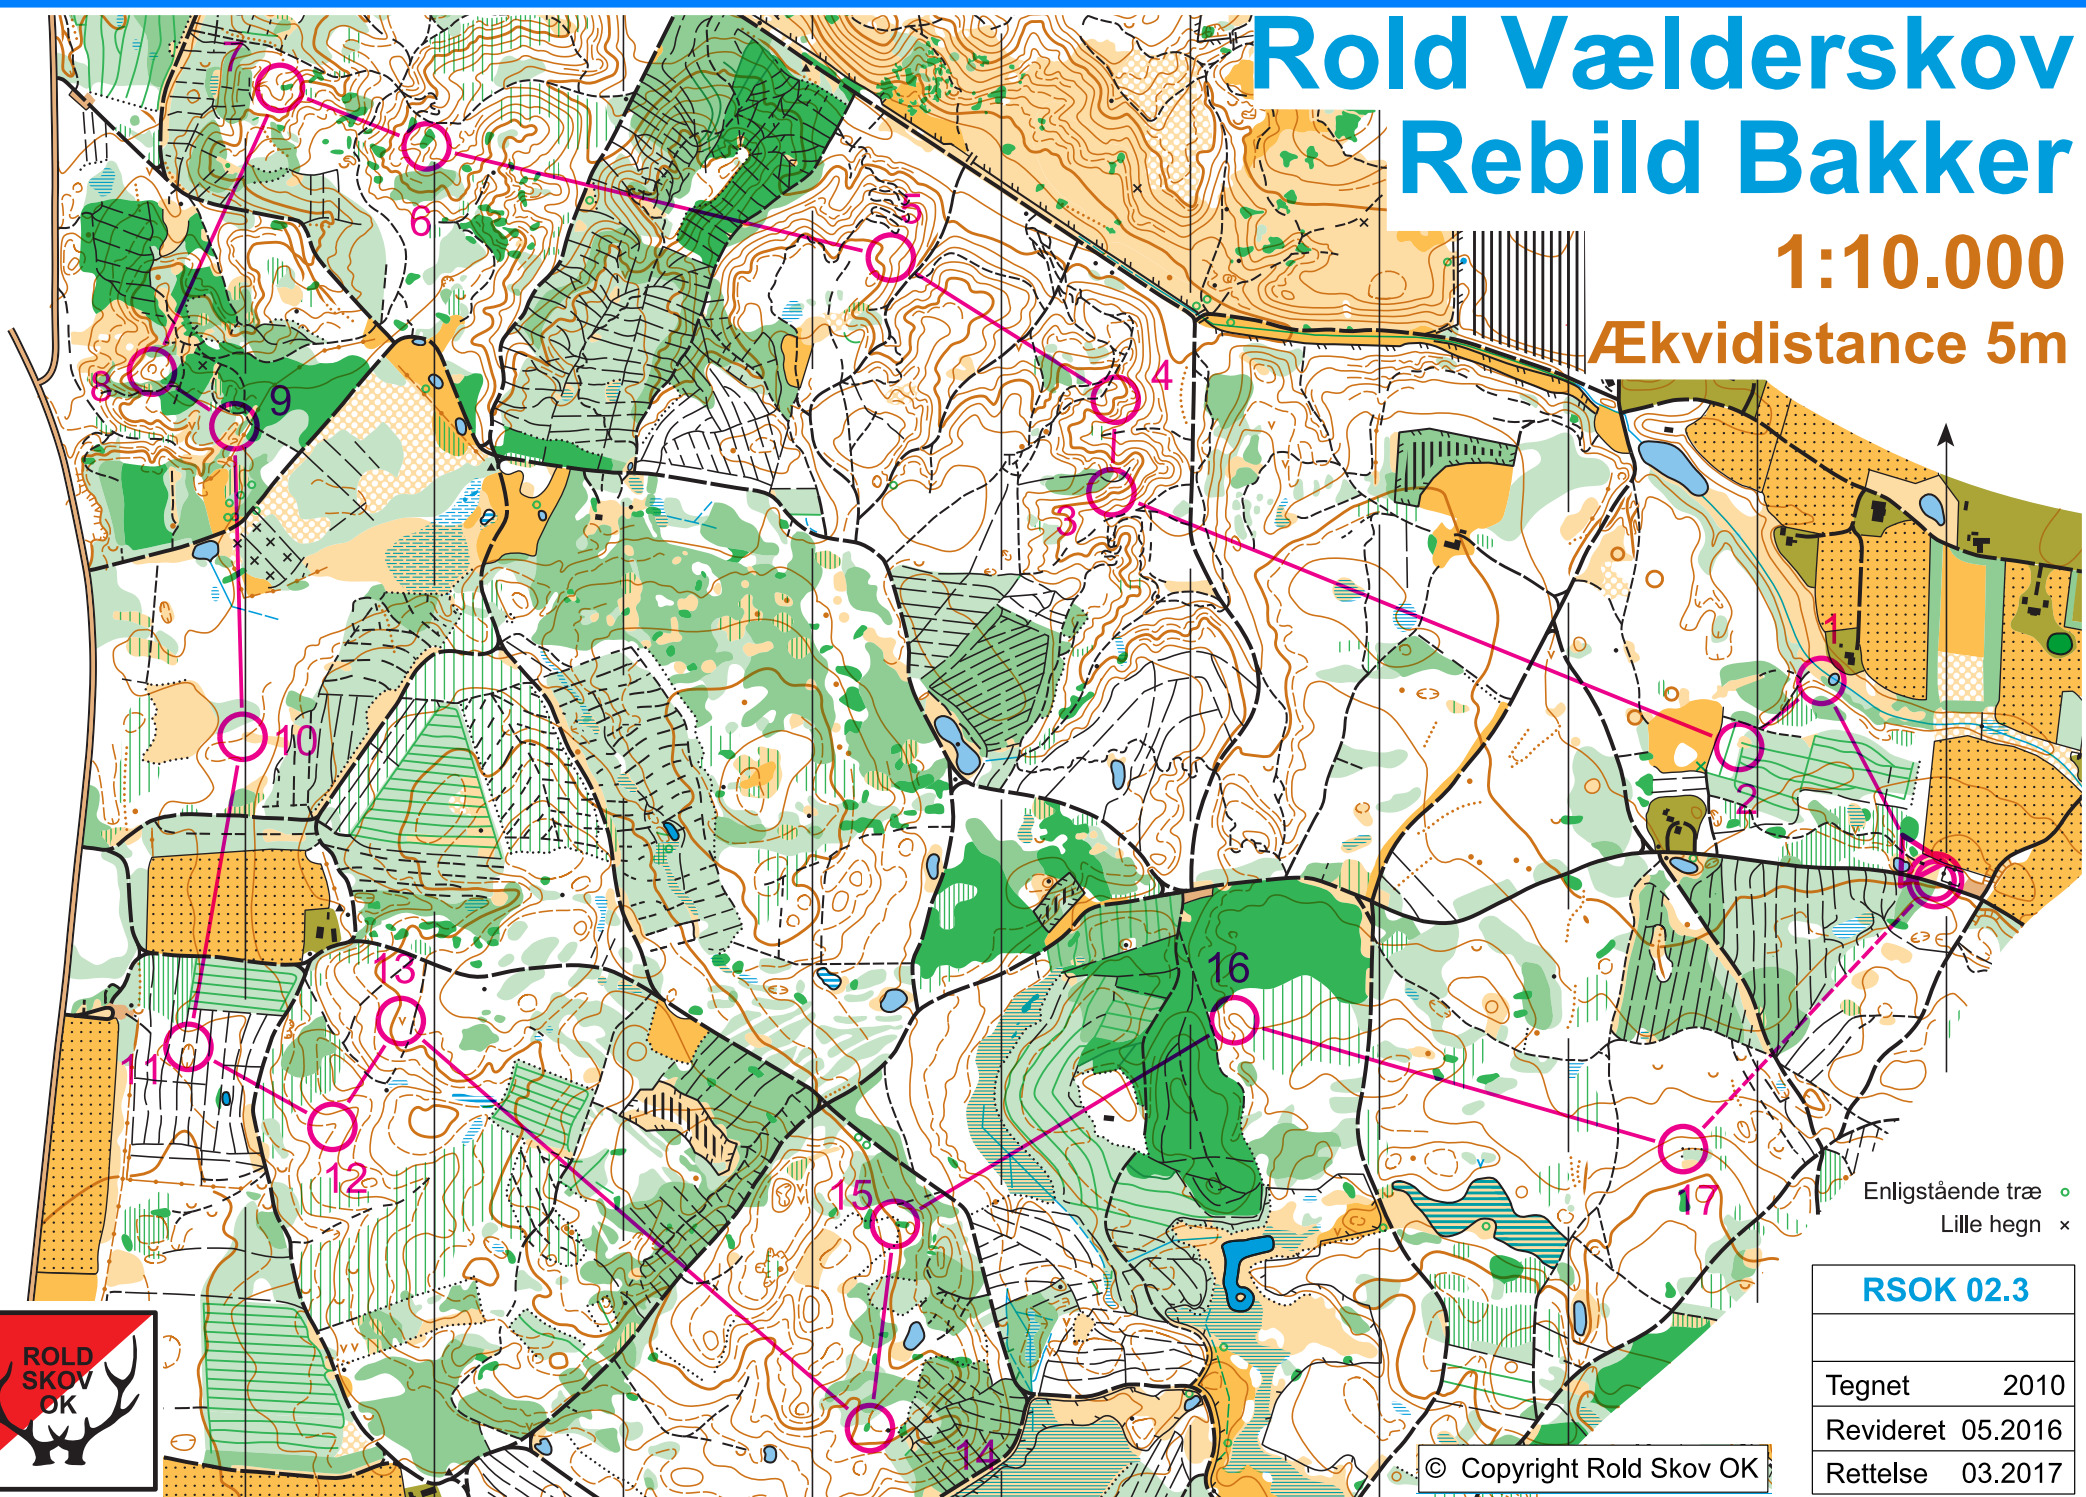 Rold Vælderskov
Rebild Bakker
1:10.000
Ækvidistance 5m
7
6
5
4
8
9
3
1
10
2
13
16
11
12
15
17
14
Enligstående træ
Lille hegn
RSOK 02.3
Tegnet 2010
Revideret 05.2016
Rettelse 03.2017
© Copyright Rold Skov OK
ROLD
SKOV
OK